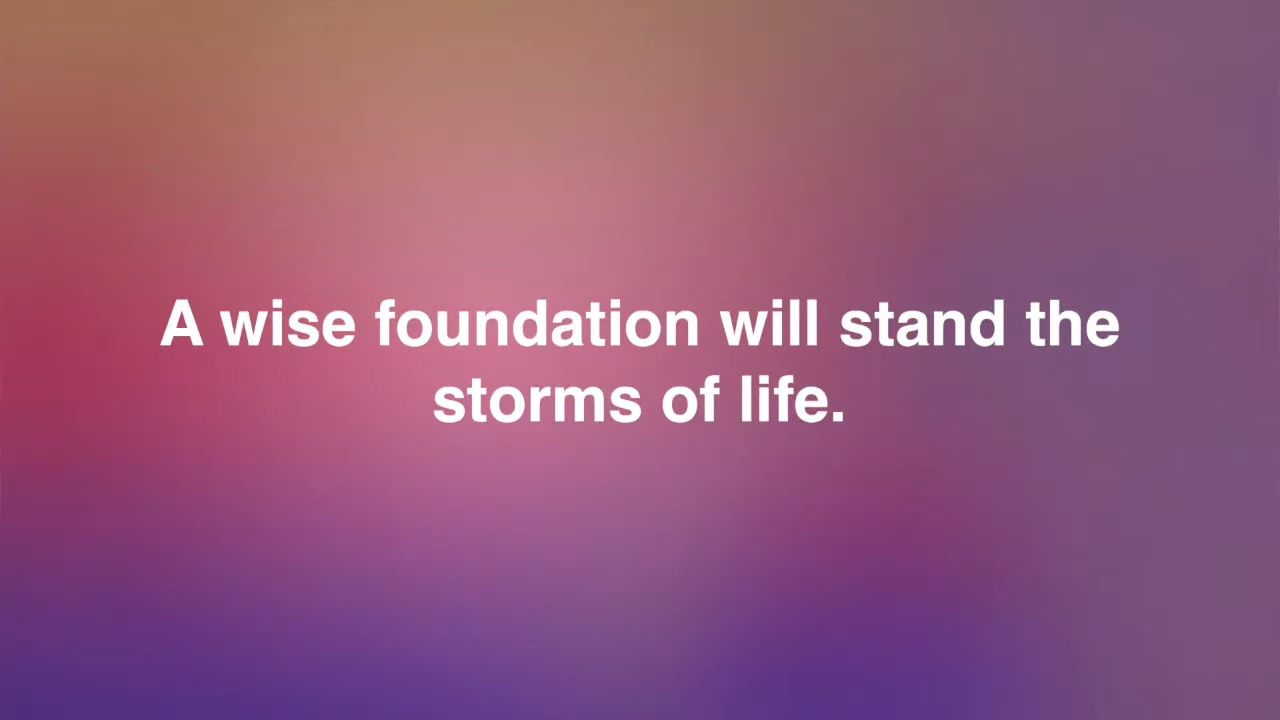 A wise foundation will stand the
storms of life.